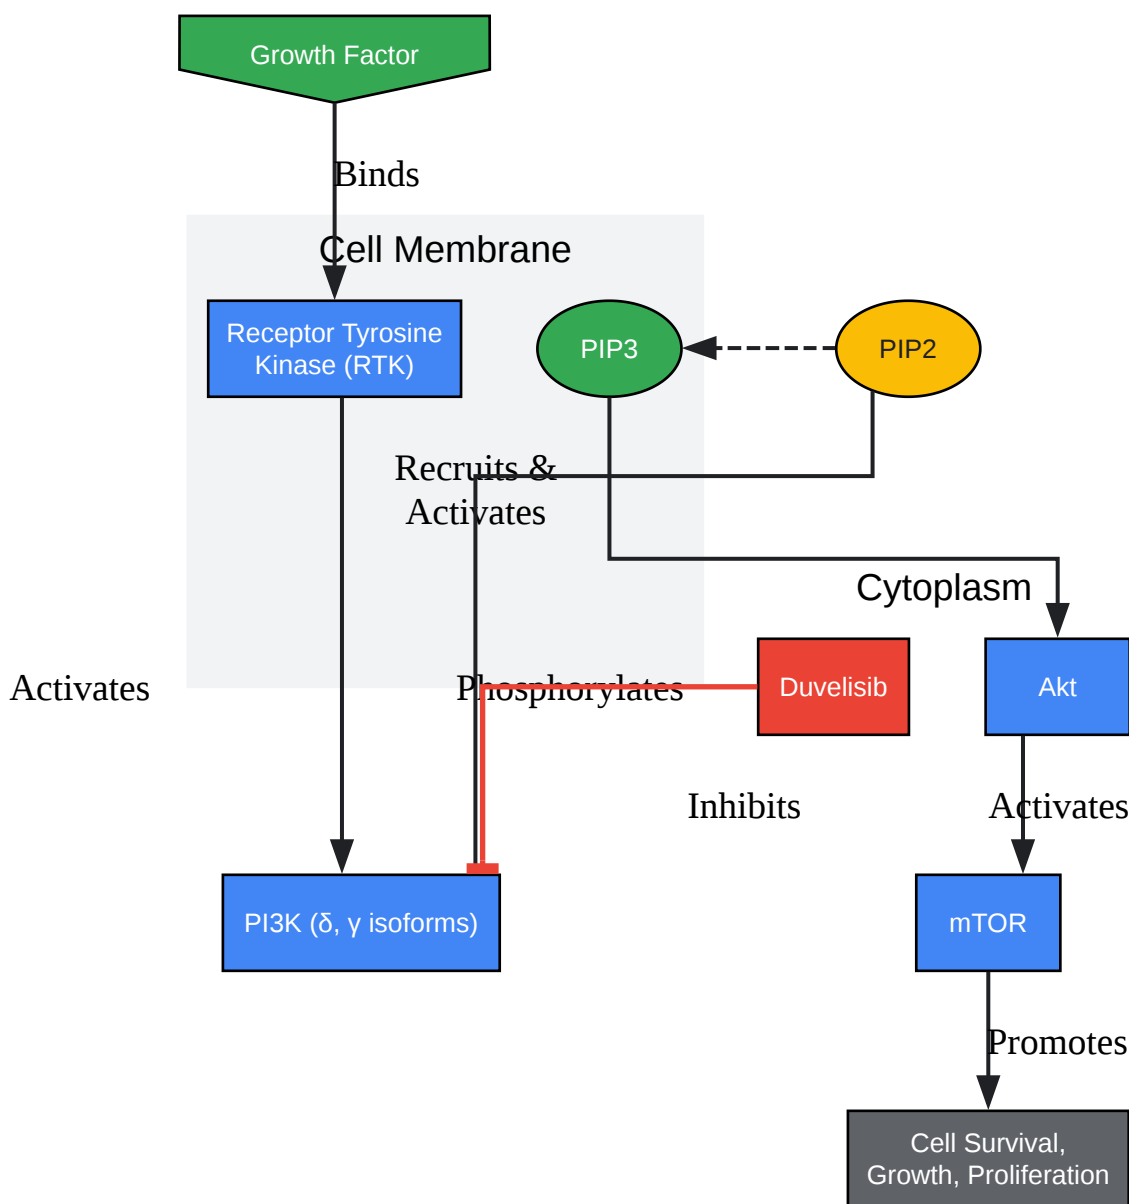 Growth Factor
Binds
Cell Membrane
Receptor Tyrosine
Kinase (RTK)
PIP3
PIP2
Recruits &
Activates
Cytoplasm
Activates
Phosphorylates
Duvelisib
Akt
Inhibits
Activates
PI3K (δ, γ isoforms)
mTOR
Promotes
Cell Survival,
Growth, Proliferation